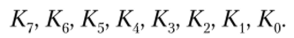 K₇, K₆, K₅, K₄, K₃, K₂, K₁, K₀.